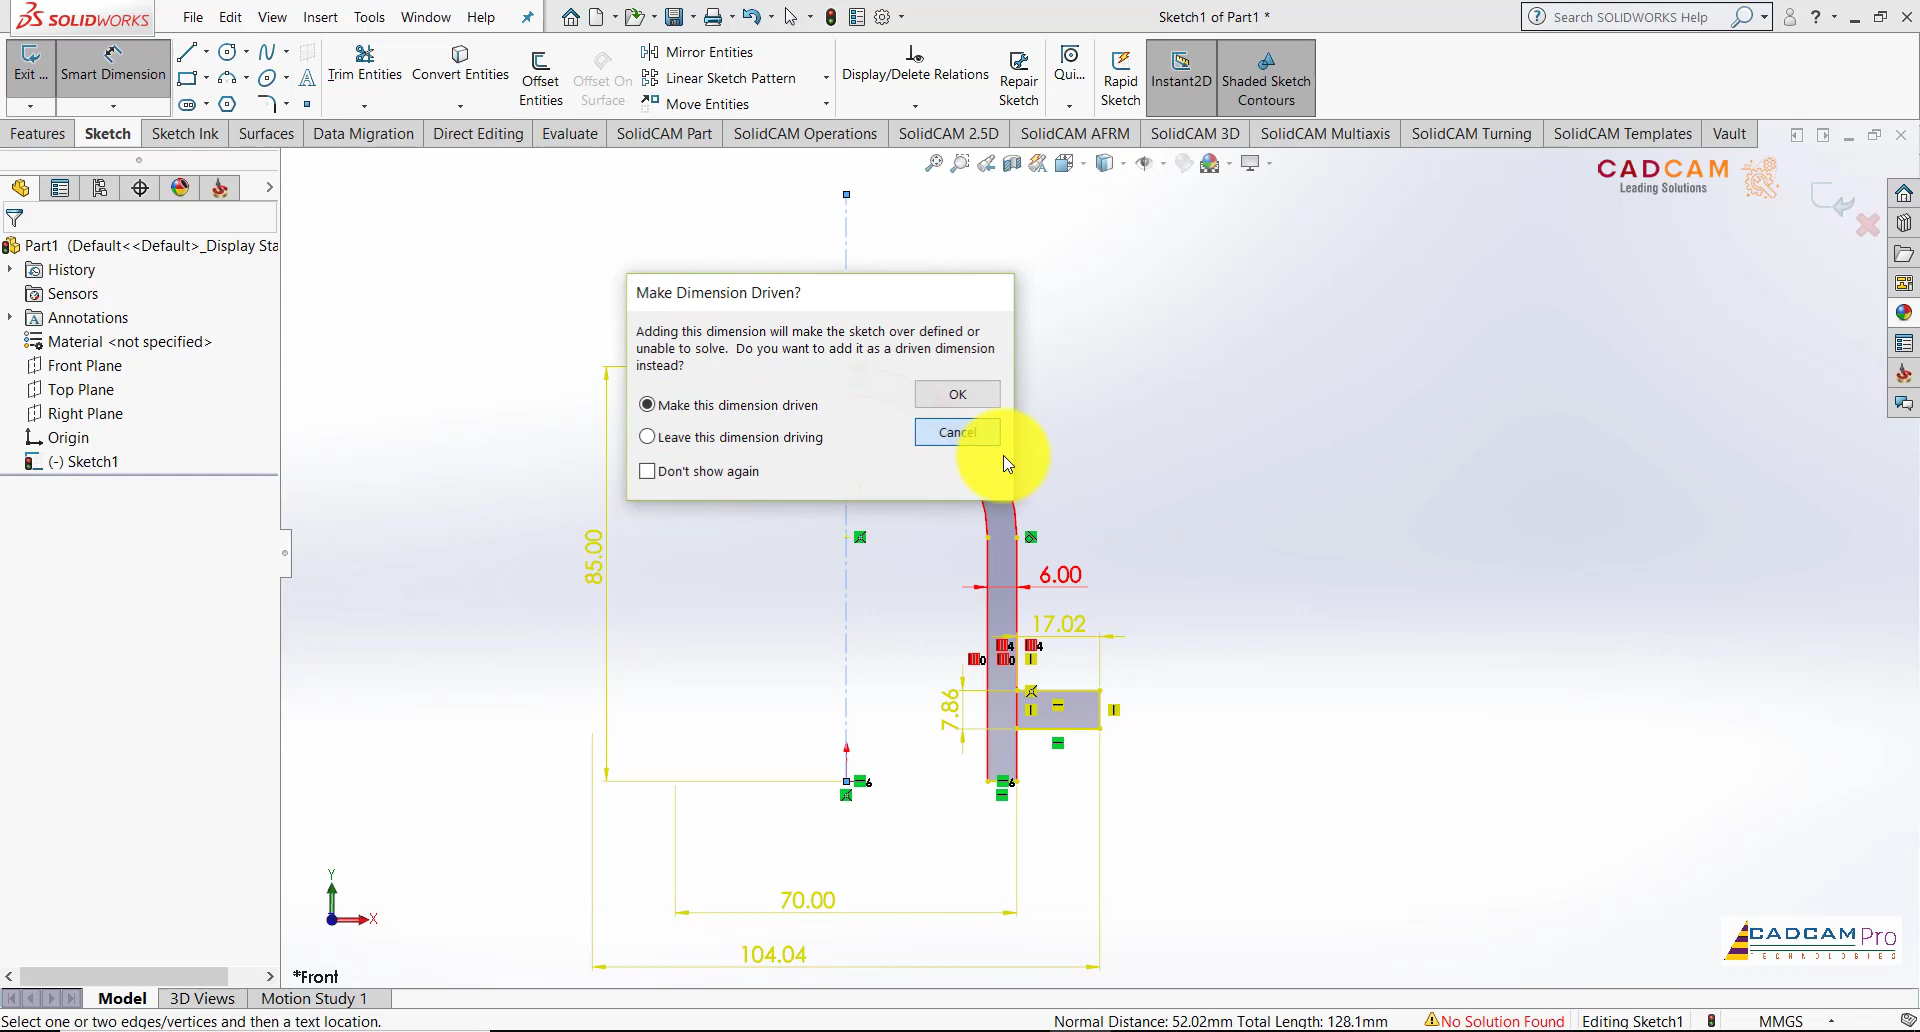 SOLIDWORKS
File Edit View Insert Tools Window Help
Sketch1 of Part1 *
Search SOLIDWORKS Help
Exit ...
Smart Dimension
Trim Entities
Convert Entities
Offset Entities
Offset On Surface
Mirror Entities
Linear Sketch Pattern
Move Entities
Display/Delete Relations
Repair Sketch
Qui...
Rapid Sketch
Instant2D
Shaded Sketch Contours
Features Sketch Sketch Ink Surfaces Data Migration Direct Editing Evaluate SolidCAM Part SolidCAM Operations SolidCAM 2.5D SolidCAM AFRM SolidCAM 3D SolidCAM Multiaxis SolidCAM Turning SolidCAM Templates Vault
CADCAM
Leading Solutions
Part1 (Default<<Default>_Display Sta
History
Sensors
Annotations
Material <not specified>
Front Plane
Top Plane
Right Plane
Origin
(-) Sketch1
Make Dimension Driven?
Adding this dimension will make the sketch over defined or
unable to solve. Do you want to add it as a driven dimension
instead?
Make this dimension driven
Leave this dimension driving
Don't show again
OK
Cancel
85.00
6.00
17.02
7.86
70.00
104.04
4
4
0
0
6
6
Y
X
*Front
CADCAM Pro
TECHNOLOGIES
Model 3D Views Motion Study 1
Select one or two edges/vertices and then a text location.
Normal Distance: 52.02mm Total Length: 128.1mm
No Solution Found
Editing Sketch1
MMGS